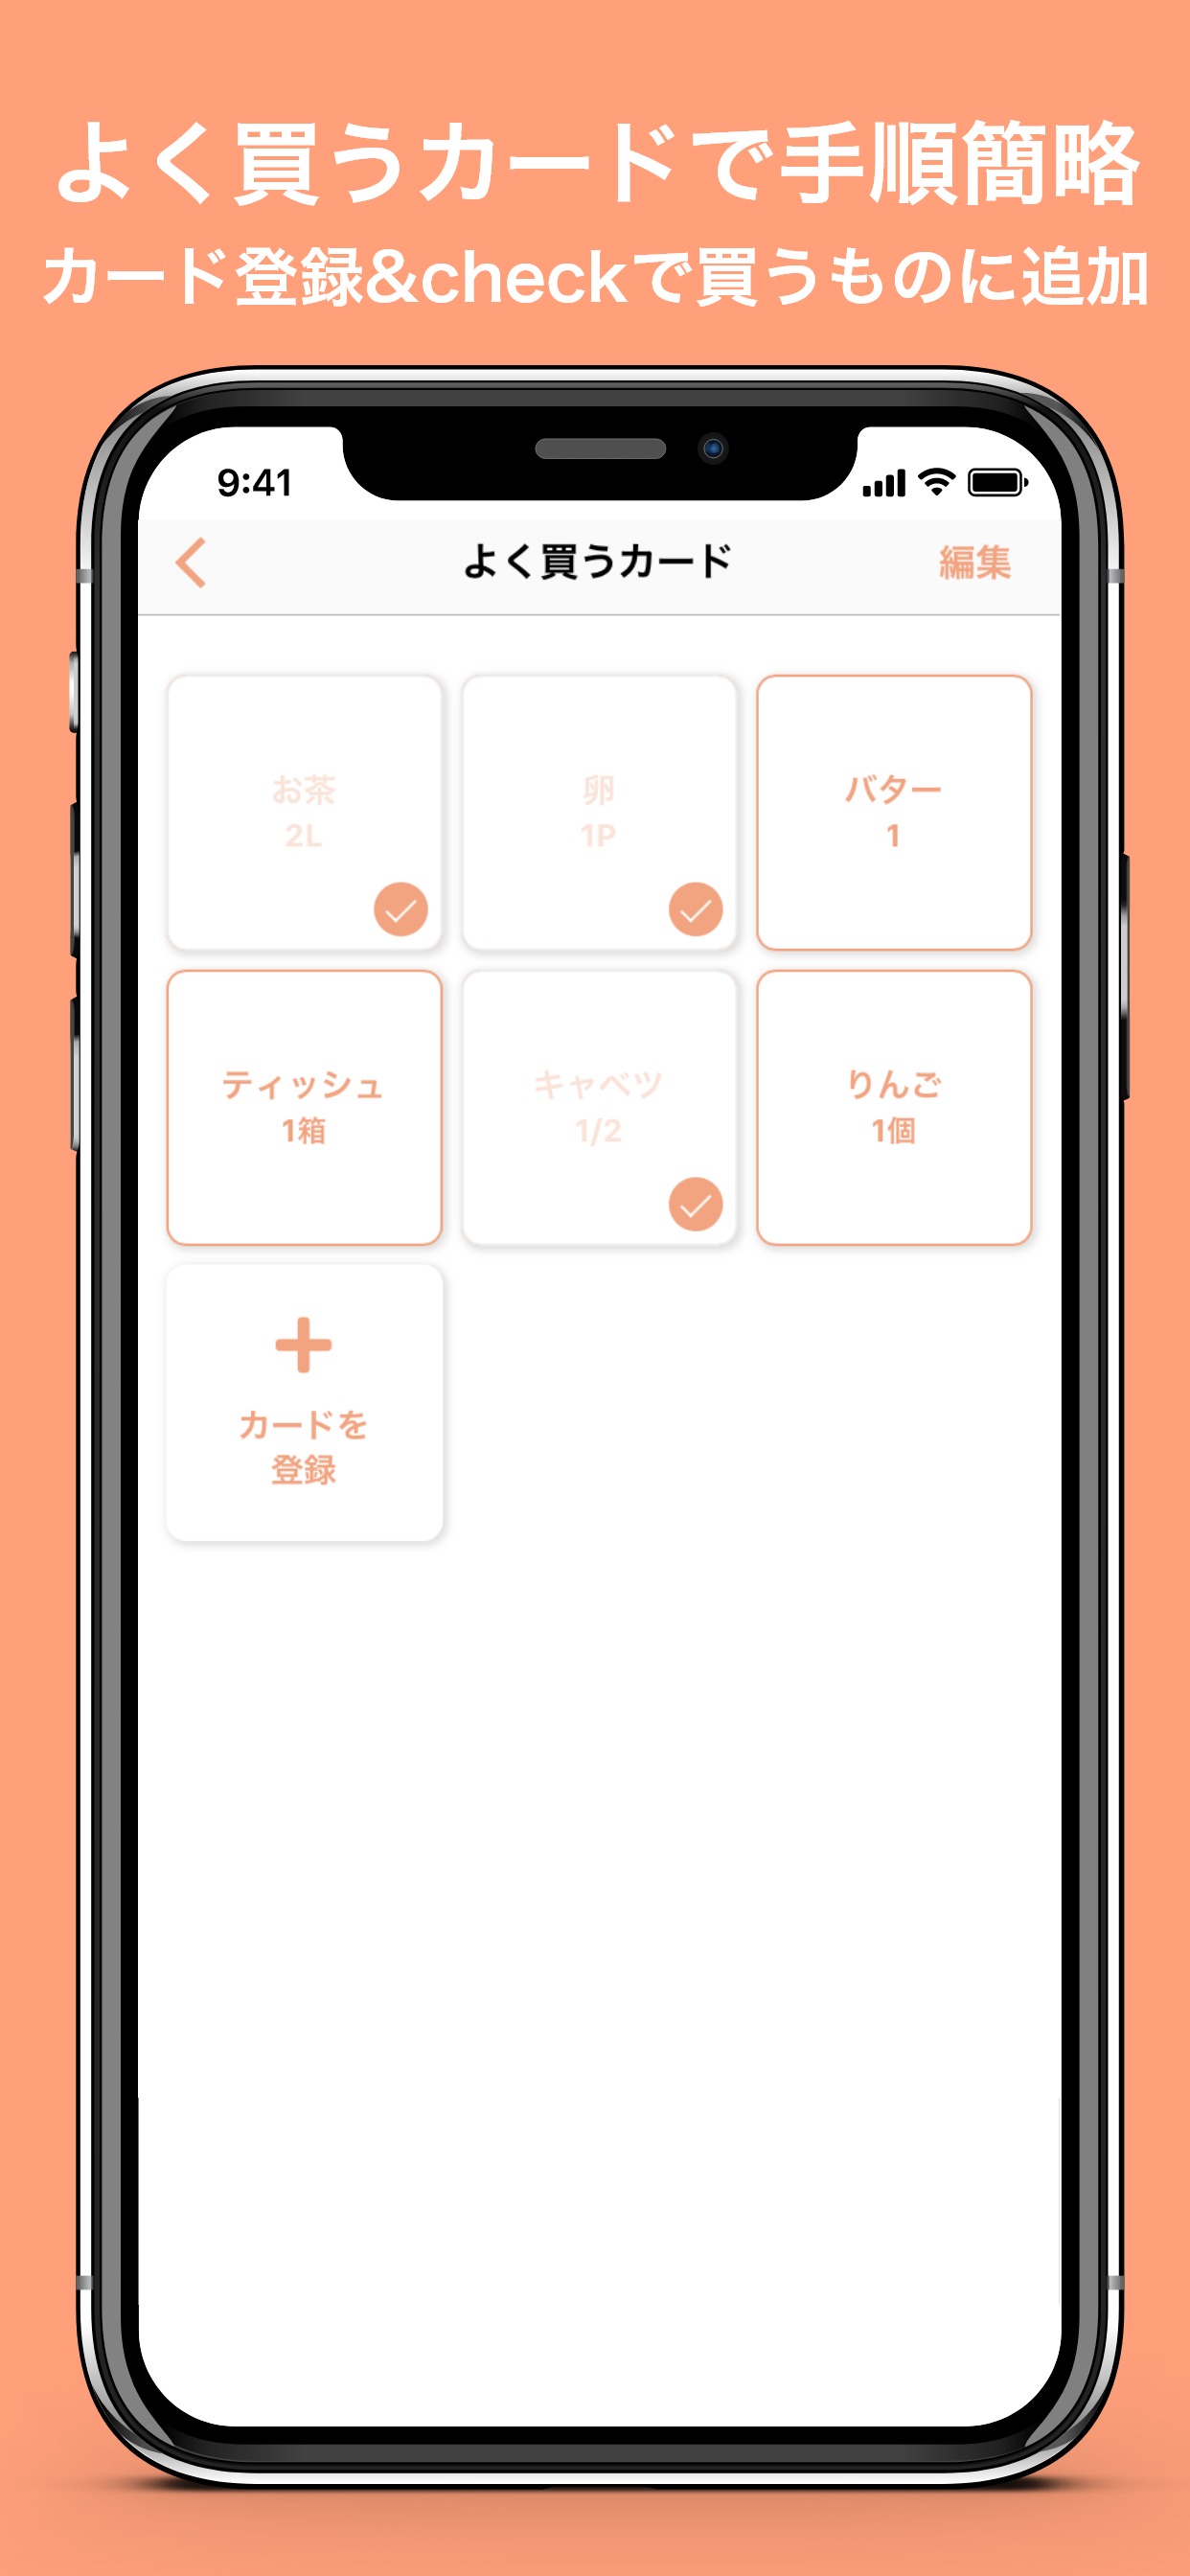 よく買うカードで手順簡略
カード登録&checkで買うものに追加
9:41
よく買うカード
編集
お茶
2L
卵
1P
バター
1
ティッシュ
1箱
キャベツ
1/2
りんご
1個
カードを
登録